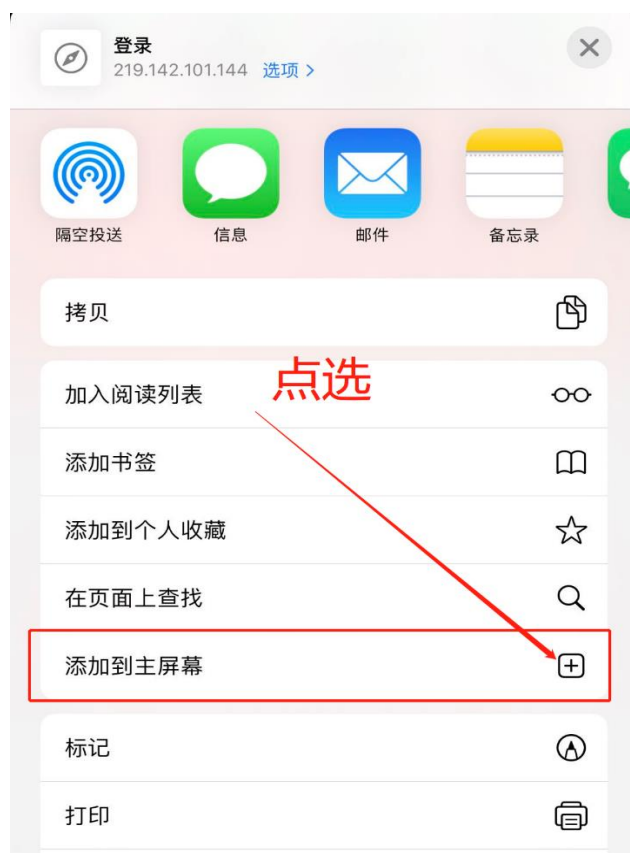 登录
219.142.101.144 选项 >
隔空投送 信息 邮件 备忘录
拷贝
点选
加入阅读列表
添加书签
添加到个人收藏
在页面上查找
添加到主屏幕
标记
打印